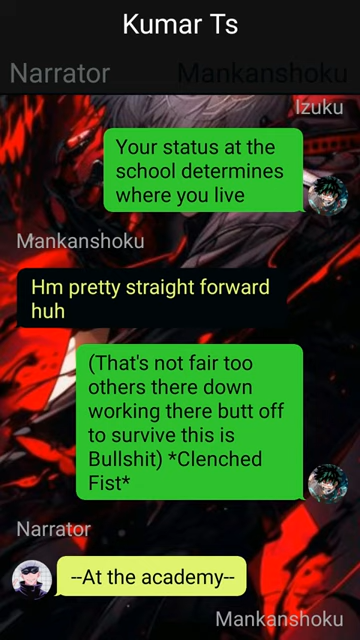 Kumar Ts
Narrator
Mankanshoku
Izuku
Your status at the
school determines
where you live
Mankanshoku
Hm pretty straight forward
huh
(That's not fair too
others there down
working there butt off
to survive this is
Bullshit) *Clenched
Fist*
Narrator
--At the academy--
Mankanshoku